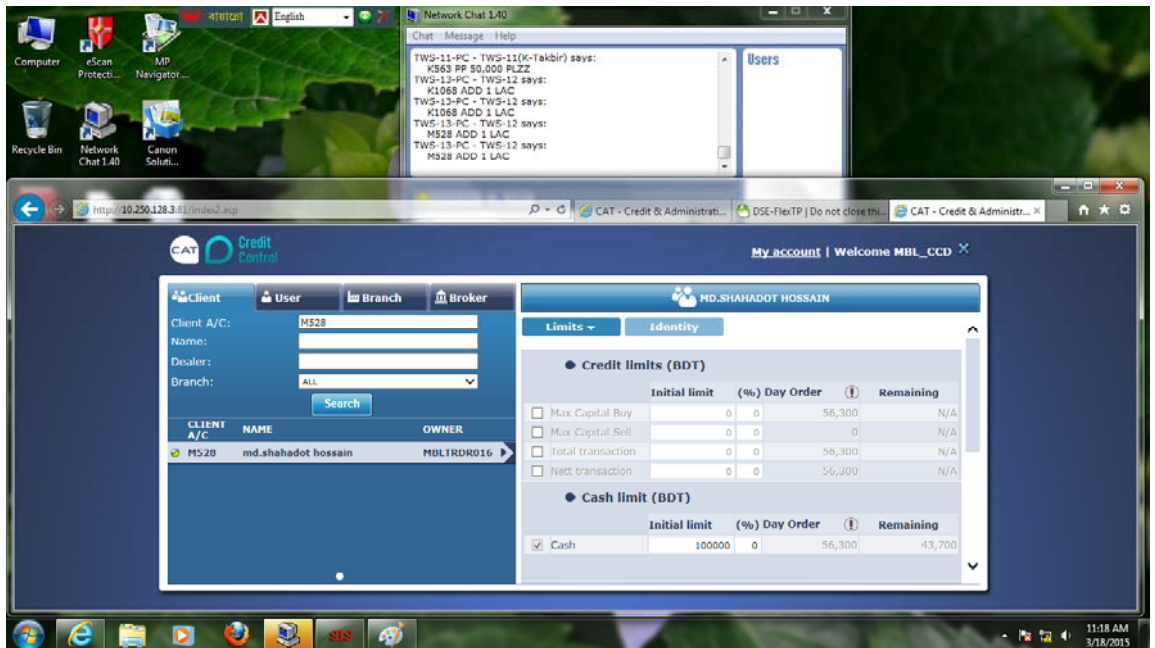 বাংলা English
Computer
eScan
Protecti...
MP
Navigator...
Recycle Bin
Network
Chat 1.40
Canon
Soluti...
Network Chat 1.40
Chat Message Help
TWS-11-PC - TWS-11(K-Takbir) says:
K563 PP 50,000 PLZZ
TWS-13-PC - TWS-12 says:
K1068 ADD 1 LAC
TWS-13-PC - TWS-12 says:
K1068 ADD 1 LAC
TWS-13-PC - TWS-12 says:
M528 ADD 1 LAC
TWS-13-PC - TWS-12 says:
M528 ADD 1 LAC
Users
http://10.250.128.3:81/index2.asp
CAT - Credit & Administrati...
DSE-FlexTP | Do not close thi...
CAT - Credit & Administr...
CAT Credit
Control
My account | Welcome MBL_CCD
Client User Branch Broker
Client A/C: M528
Name:
Dealer:
Branch: ALL
Search
CLIENT A/C NAME OWNER
M528 md.shahadot hossain MBLTRDR016
MD.SHAHADOT HOSSAIN
Limits Identity
Credit limits (BDT)
Initial limit (%) Day Order Remaining
Max Capital Buy 0 0 56,300 N/A
Max Capital Sell 0 0 0 N/A
Total transaction 0 0 56,300 N/A
Nett transaction 0 0 56,300 N/A
Cash limit (BDT)
Initial limit (%) Day Order Remaining
Cash 100000 0 56,300 43,700
SIS
11:18 AM
3/18/2015